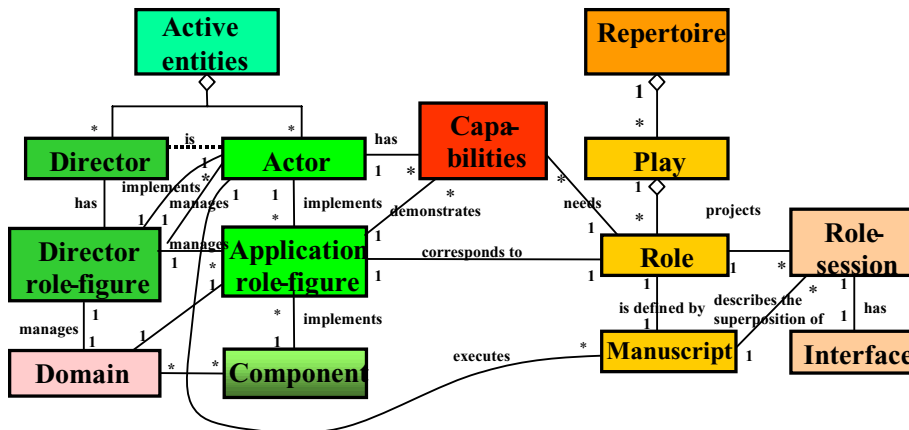 Active
entities
Repertoire
1
*
*
*
is
Director
Actor
has
1
*
Capa-
bilities
*
*
Play
1
*
1
implements
*
manages
1
has
1
1
1
implements
*
demonstrates
1
needs
1
projects
Director
role-figure
manages
1
*
Application
role-figure
1
corresponds to
1
Role
1
*
Role-
session
1
1
manages
1
1
*
implements
1
is defined by
1
*
describes the
superposition of
1
*
1
has
1
Domain
*
*
Component
executes
*
Manuscript
1
Interface